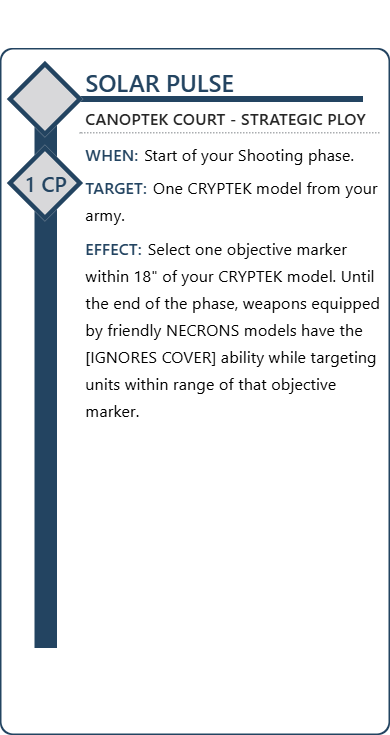 SOLAR PULSE
CANOPTEK COURT - STRATEGIC PLOY
WHEN: Start of your Shooting phase.
1 CP
TARGET: One CRYPTEK model from your
army.
EFFECT: Select one objective marker
within 18" of your CRYPTEK model. Until
the end of the phase, weapons equipped
by friendly NECRONS models have the
[IGNORES COVER] ability while targeting
units within range of that objective
marker.